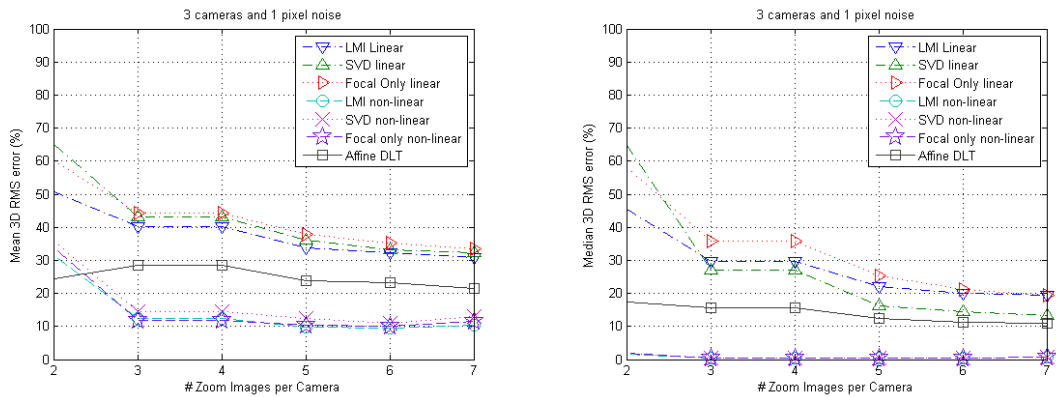 3 cameras and 1 pixel noise
100
90
80
70
60
50
40
30
20
10
0
Mean 3D RMS error (%)
LMI Linear
SVD linear
Focal Only linear
LMI non-linear
SVD non-linear
Focal only non-linear
Affine DLT
2 3 4 5 6 7
# Zoom Images per Camera
3 cameras and 1 pixel noise
100
90
80
70
60
50
40
30
20
10
0
Median 3D RMS error (%)
LMI Linear
SVD linear
Focal Only linear
LMI non-linear
SVD non-linear
Focal only non-linear
Affine DLT
2 3 4 5 6 7
# Zoom Images per Camera